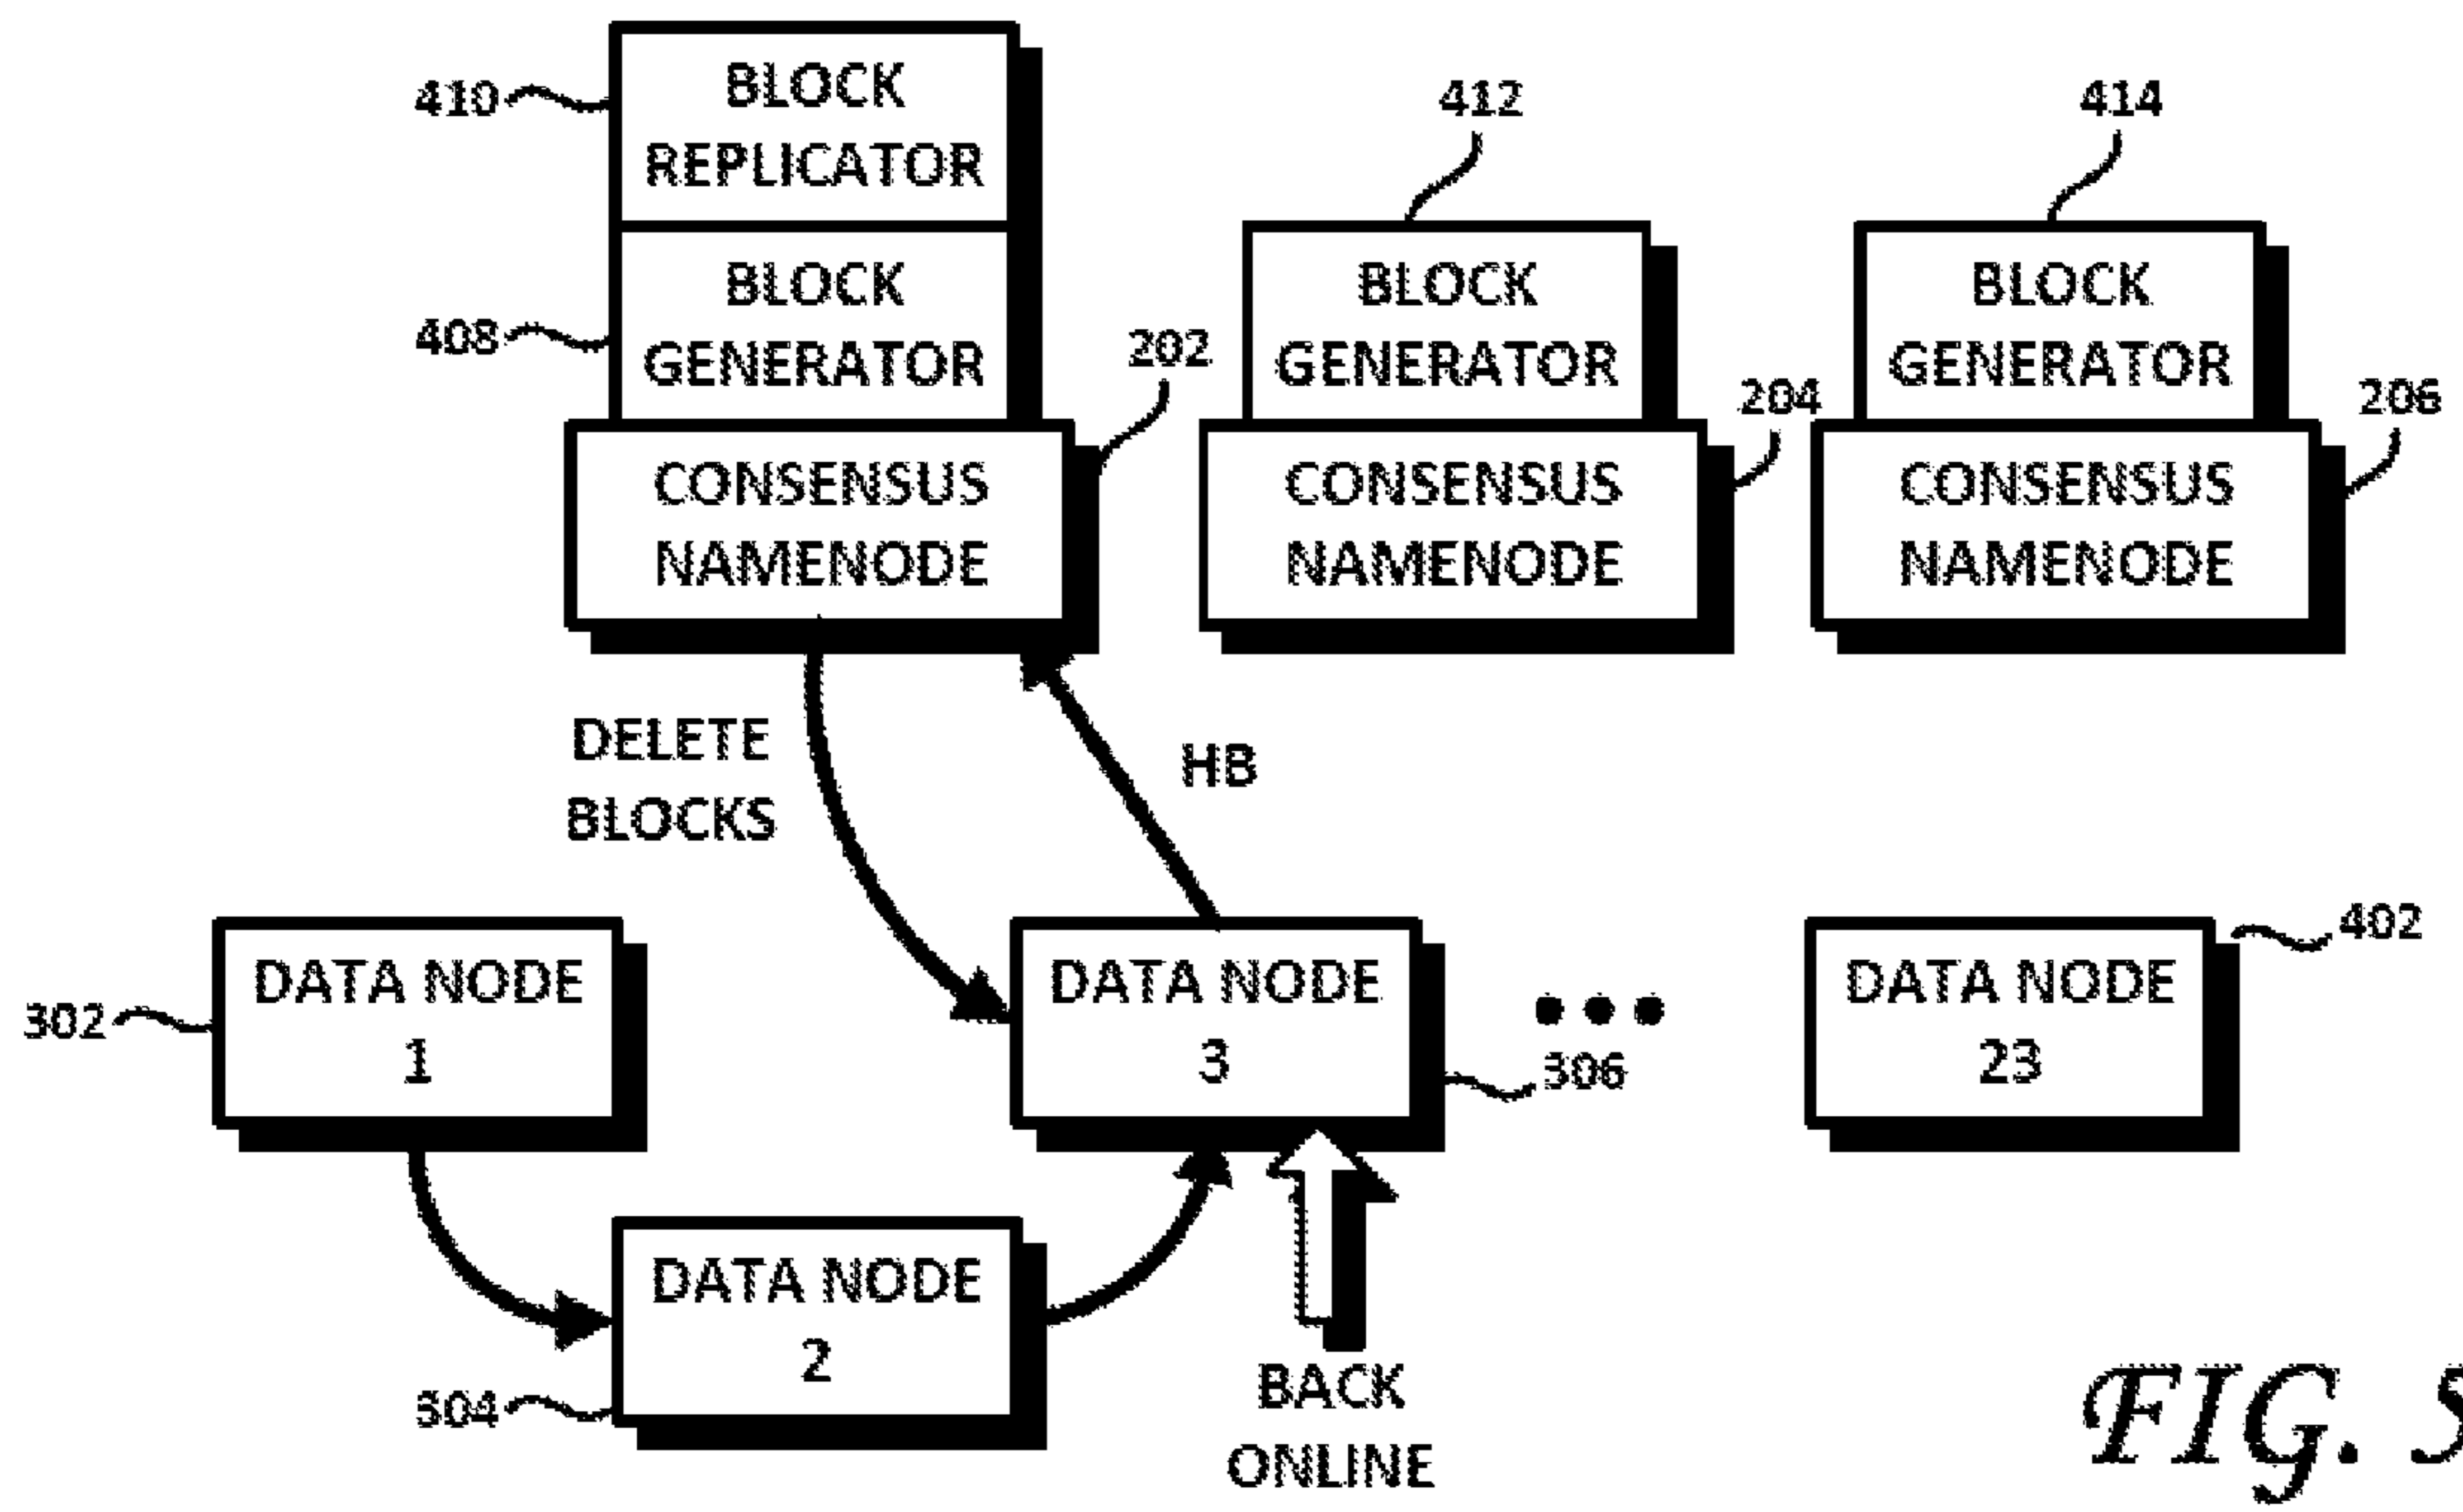 410
BLOCK
REPLICATOR
412
414
408
BLOCK
GENERATOR
202
BLOCK
GENERATOR
204
BLOCK
GENERATOR
206
CONSENSUS
NAMENODE
CONSENSUS
NAMENODE
CONSENSUS
NAMENODE
DELETE
BLOCKS
HB
302
DATA NODE
1
DATA NODE
3
306
DATA NODE
23
402
304
DATA NODE
2
BACK
ONLINE
FIG. 5